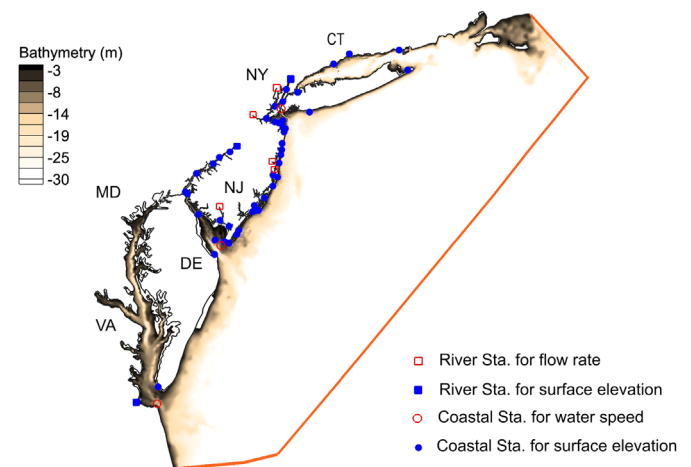 CT
Bathymetry (m)
-3
-8
-14
-19
-25
-30
NY
MD
NJ
DE
VA
River Sta. for flow rate
River Sta. for surface elevation
Coastal Sta. for water speed
Coastal Sta. for surface elevation